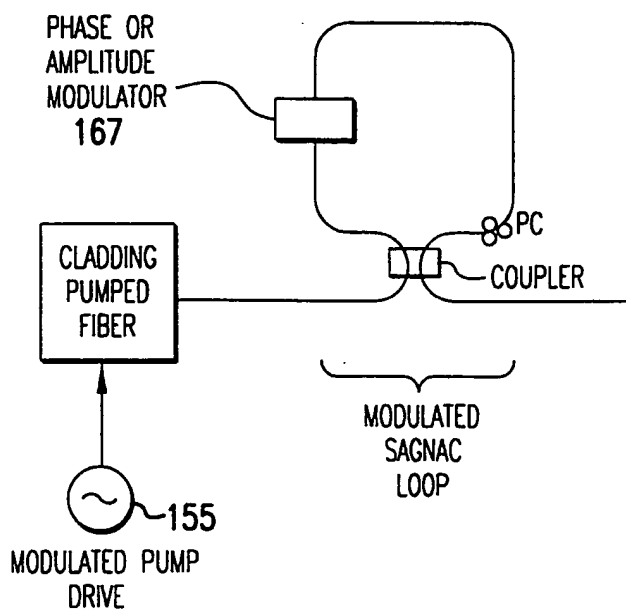 PHASE OR
AMPLITUDE
MODULATOR
167
PC
COUPLER
CLADDING
PUMPED
FIBER
MODULATED
SAGNAC
LOOP
155
MODULATED PUMP
DRIVE